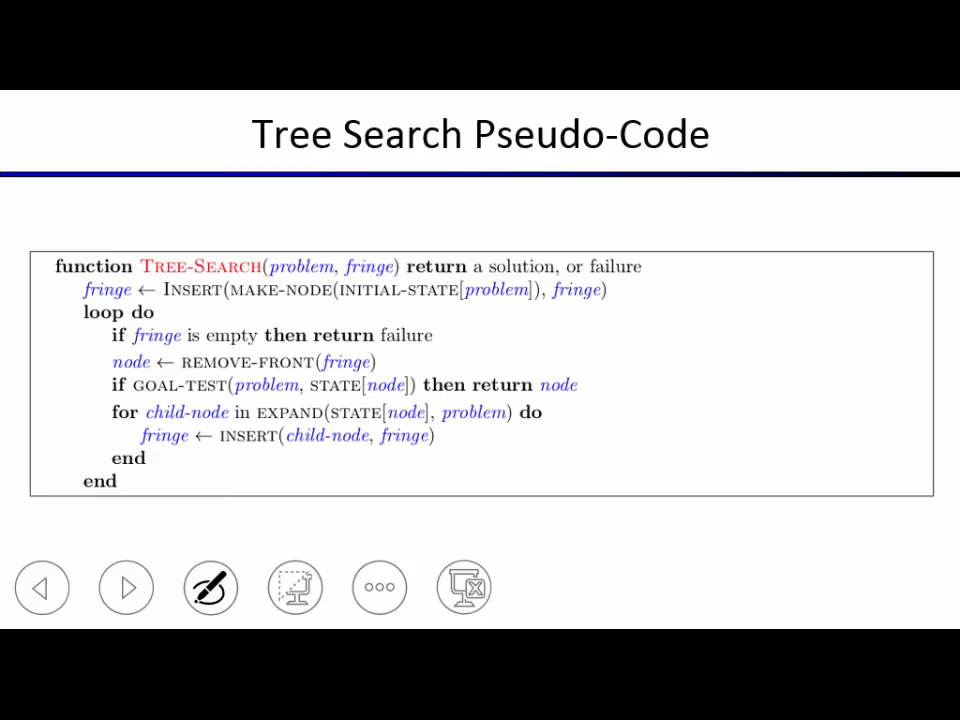 Tree Search Pseudo-Code
function TREE-SEARCH(problem, fringe) return a solution, or failure
fringe ← INSERT(MAKE-NODE(INITIAL-STATE[problem]), fringe)
loop do
if fringe is empty then return failure
node ← REMOVE-FRONT(fringe)
if GOAL-TEST(problem, STATE[node]) then return node
for child-node in EXPAND(STATE[node], problem) do
fringe ← INSERT(child-node, fringe)
end
end